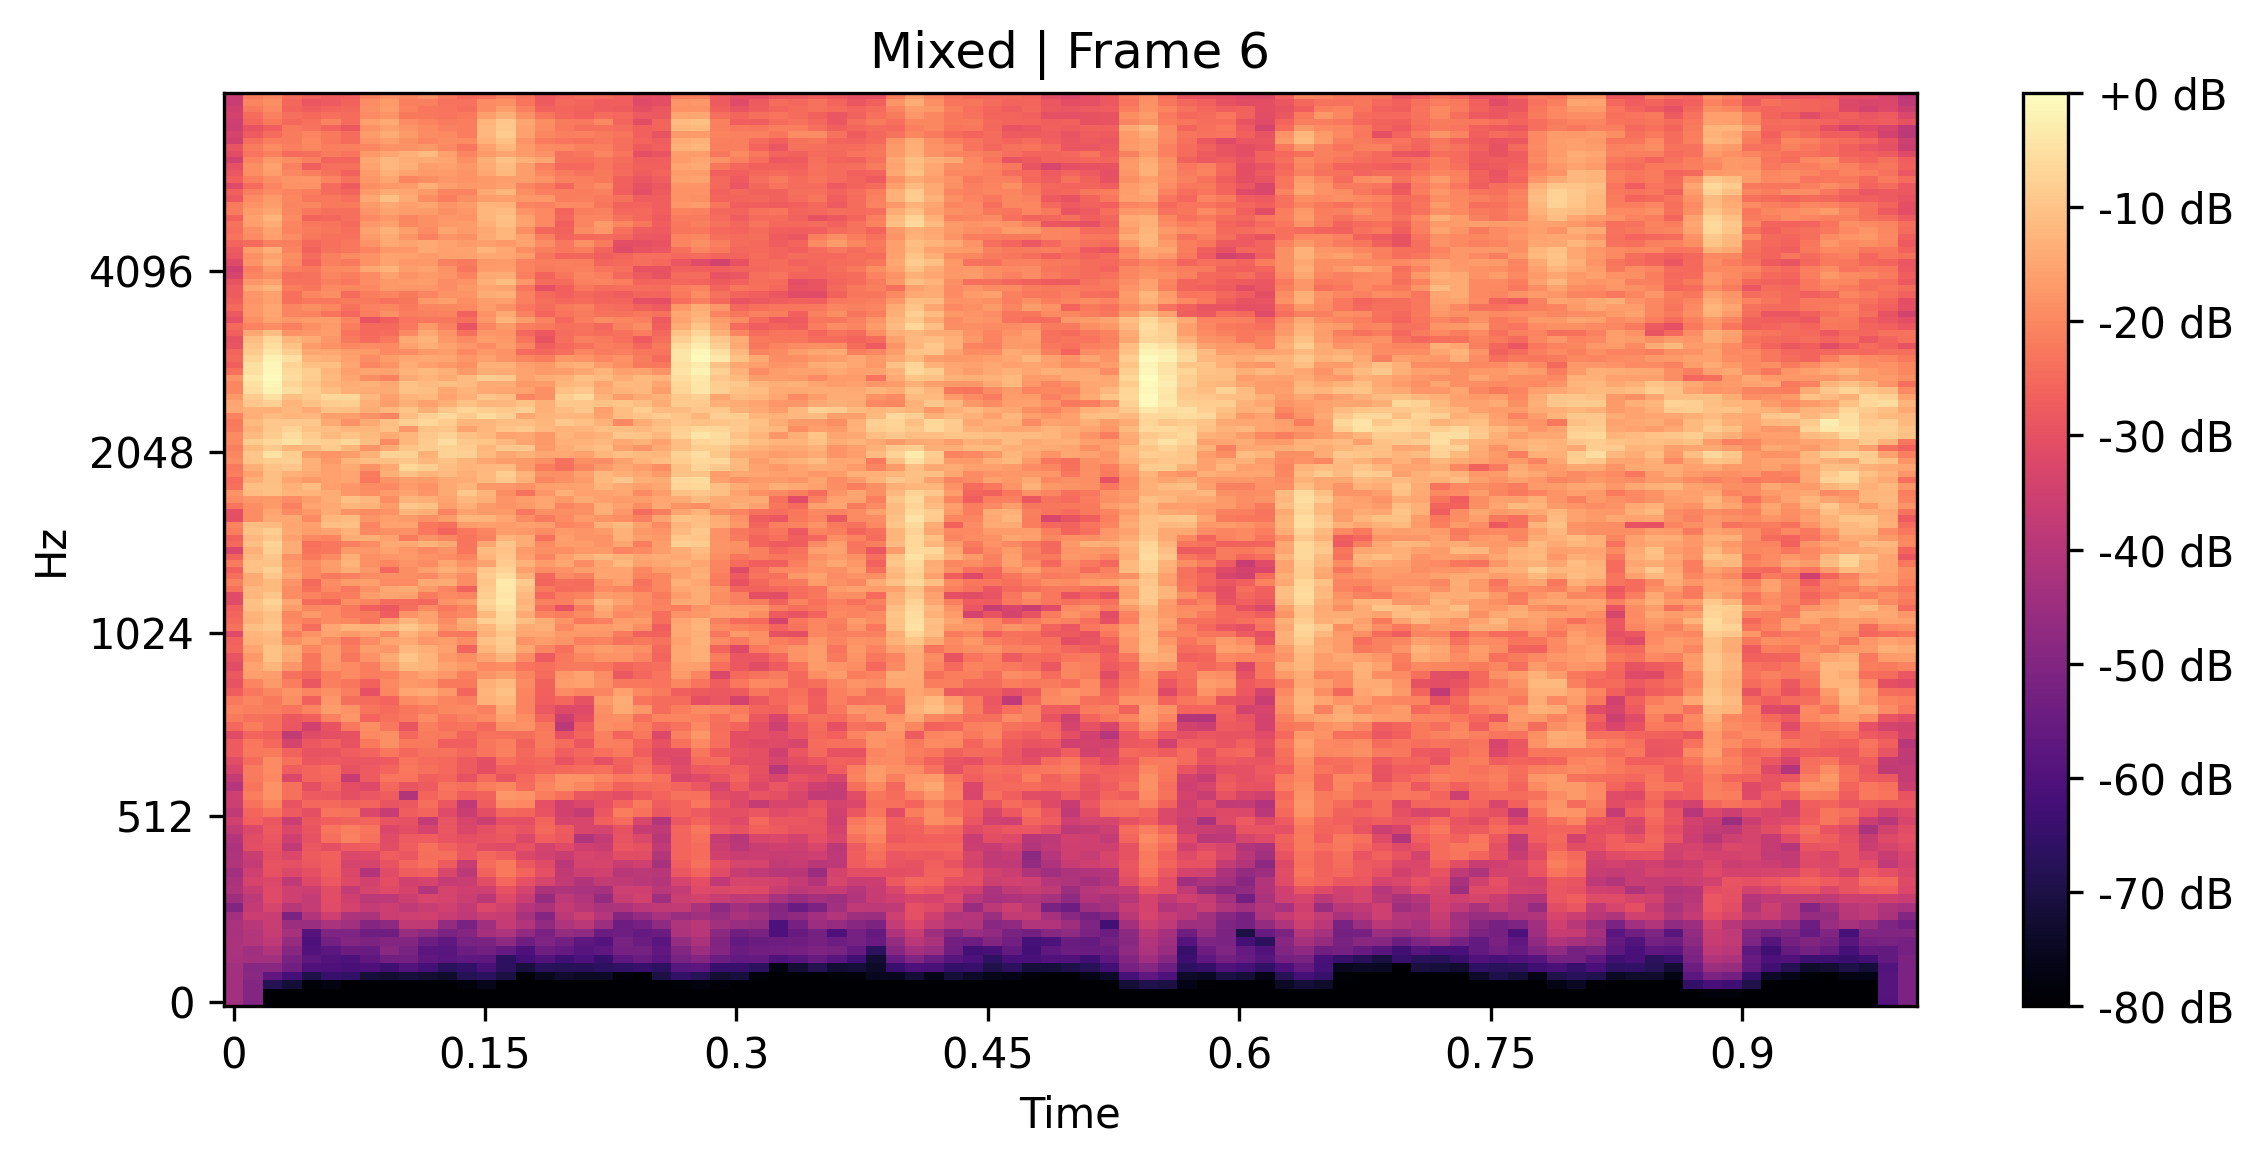 Mixed | Frame 6
+0 dB
-10 dB
-20 dB
-30 dB
-40 dB
-50 dB
-60 dB
-70 dB
-80 dB
Hz
4096
2048
1024
512
0
0 0.15 0.3 0.45 0.6 0.75 0.9
Time